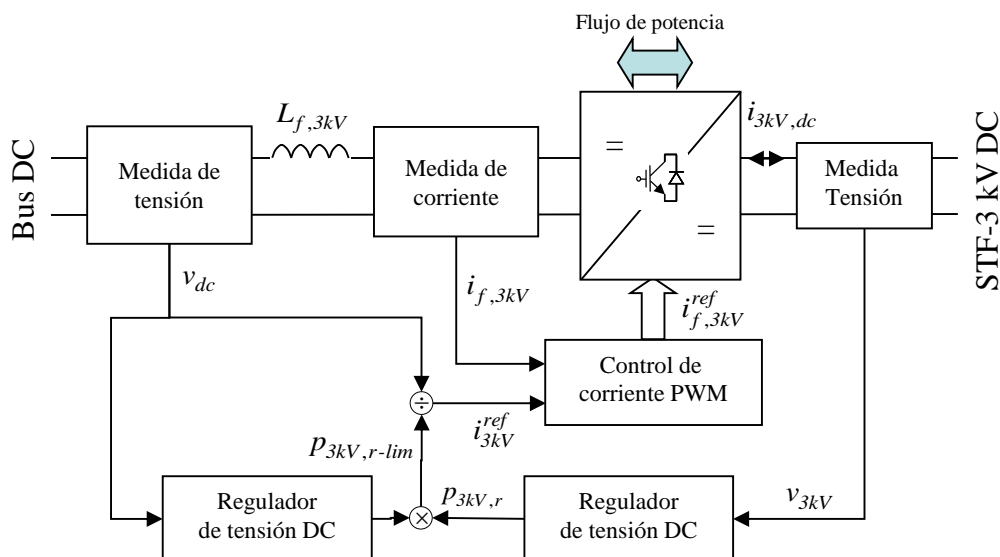 Flujo de potencia
L_{f,3kV}
i_{3kV,dc}
Bus DC
Medida de
tensión
Medida de
corriente
=
=
Medida
Tensión
STF-3 kV DC
v_{dc}
i_{f,3kV}
i_{f,3kV}^{ref}
Control de
corriente PWM
÷
i_{3kV}^{ref}
p_{3kV,r-lim}
Regulador
de tensión DC
×
p_{3kV,r}
Regulador
de tensión DC
v_{3kV}